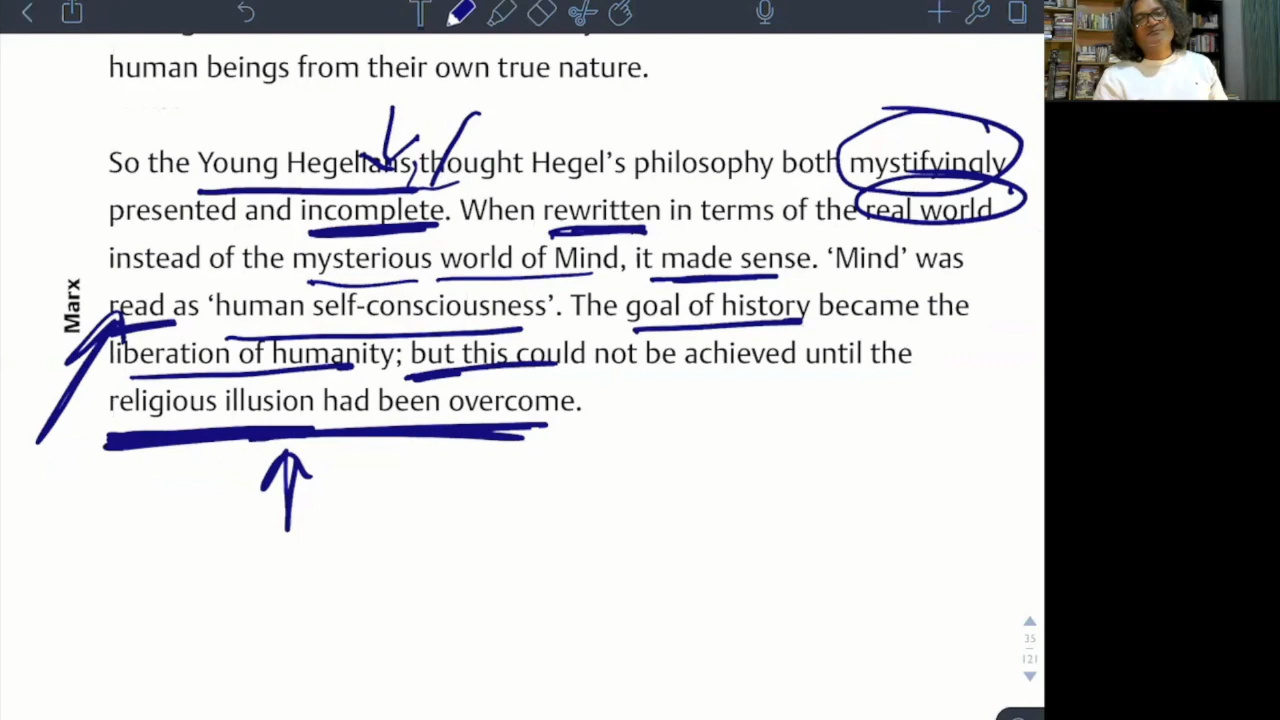 human beings from their own true nature.
So the Young Hegelians, thought Hegel's philosophy both mystifyingly
presented and incomplete. When rewritten in terms of the real world
instead of the mysterious world of Mind, it made sense. ‘Mind’ was
read as ‘human self-consciousness’. The goal of history became the
liberation of humanity; but this could not be achieved until the
religious illusion had been overcome.
Marx
35
121